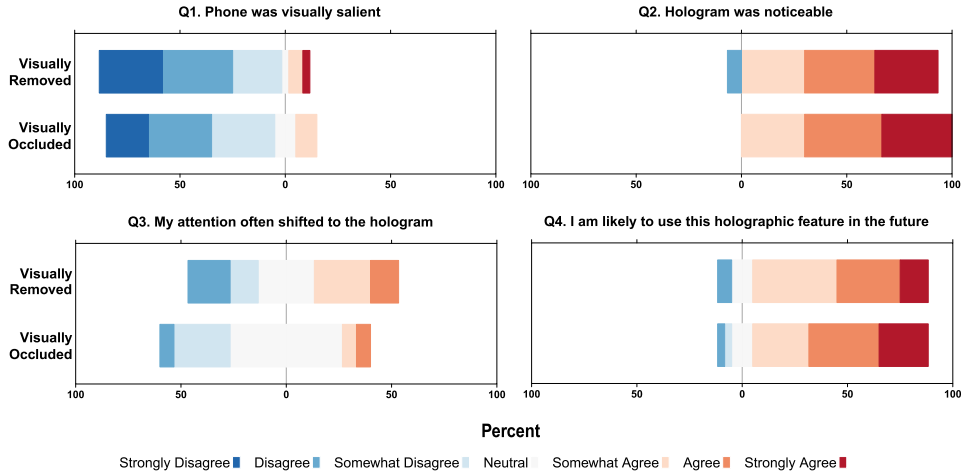 Q1. Phone was visually salient
Q2. Hologram was noticeable
Visually
Removed
Visually
Occluded
100 50 0 50 100
100 50 0 50 100
Q3. My attention often shifted to the hologram
Q4. I am likely to use this holographic feature in the future
Visually
Removed
Visually
Occluded
100 50 0 50 100
100 50 0 50 100
Percent
Strongly Disagree Disagree Somewhat Disagree Neutral Somewhat Agree Agree Strongly Agree